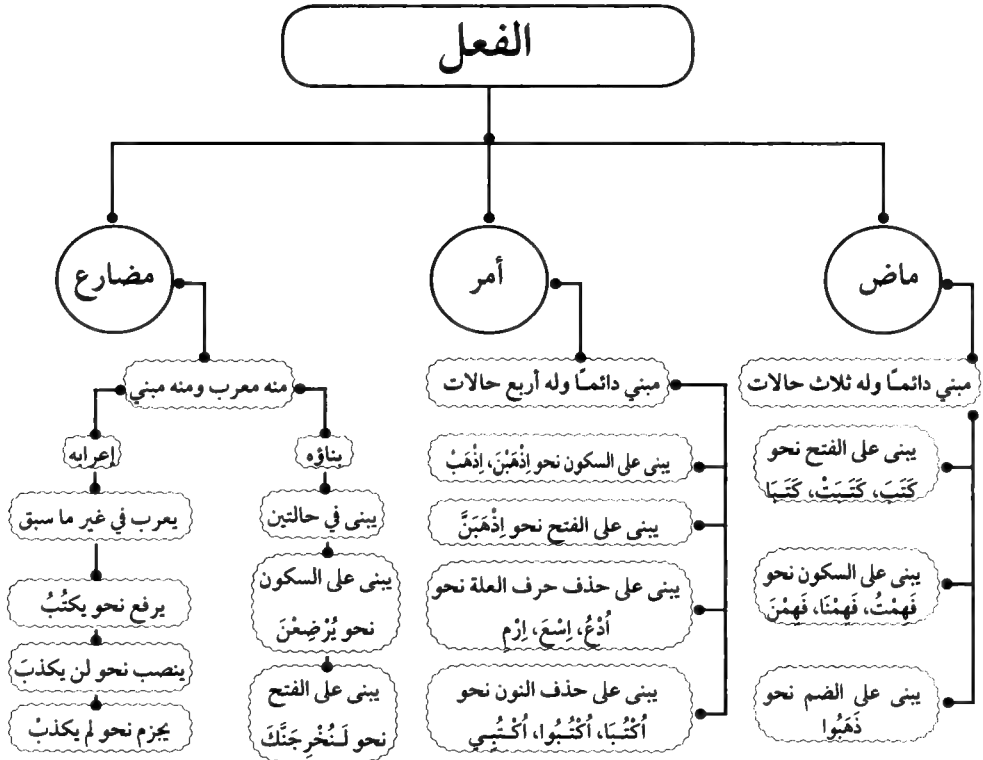 الفعل
ماض
مبني دائمًا وله ثلاث حالات
يبنى على الفتح نحو
كَتَبَ، كَتَبَتْ، كَتَبَا
يبنى على السكون نحو
فَهِمْتُ، فَهِمْنَا، فَهِمْنَ
يبنى على الضم نحو
ذَهَبُوا
أمر
مبني دائمًا وله أربع حالات
يبنى على السكون نحو اِذْهَبْنَ، اِذْهَبْ
يبنى على الفتح نحو اِذْهَبَنَّ
يبنى على حذف حرف العلة نحو
اُدْعُ، اِسْعَ، اِرْمِ
يبنى على حذف النون نحو
اُكْتُبَا، اُكْتُبُوا، اُكْتُبِي
مضارع
منه معرب ومنه مبني
بناؤه
يبنى في حالتين
يبنى على السكون
نحو يُرْضِعْنَ
يبنى على الفتح
نحو لَنُخْرِجَنَّكَ
إعرابه
يعرب في غير ما سبق
يرفع نحو يكتُبُ
ينصب نحو لن يكذبَ
يجزم نحو لم يكذبْ